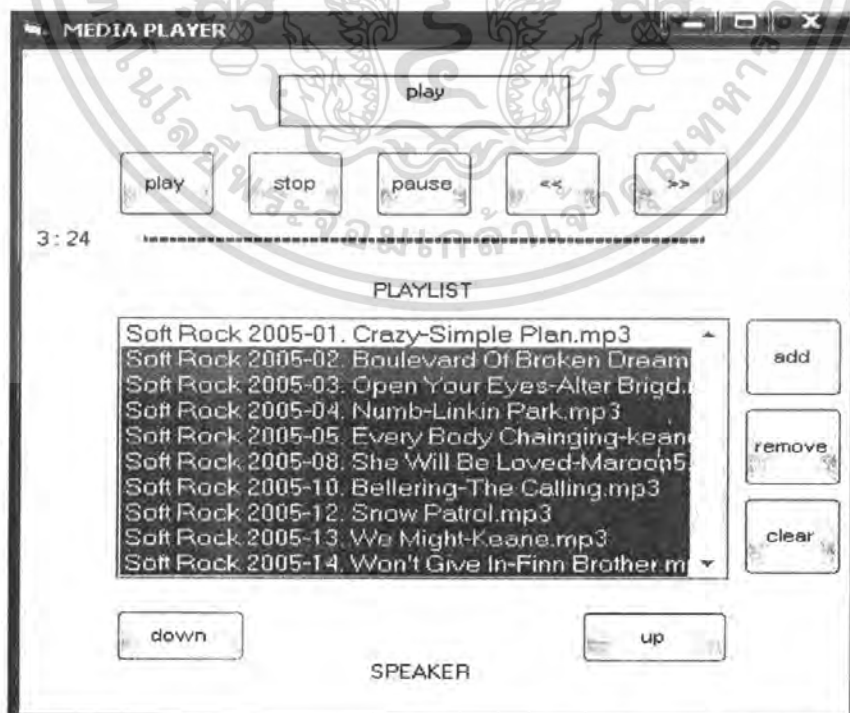 MEDIA PLAYER
play
play stop pause << >>
3:24
PLAYLIST
Soft Rock 2005-01. Crazy-Simple Plan.mp3
Soft Rock 2005-02. Boulevard Of Broken Dream
Soft Rock 2005-03. Open Your Eyes-Alter Brigd.
Soft Rock 2005-04. Numb-Linkin Park.mp3
Soft Rock 2005-05. Every Body Chainging-kean
Soft Rock 2005-08. She Will Be Loved-Maroon5.
Soft Rock 2005-10. Bellering-The Calling.mp3
Soft Rock 2005-12. Snow Patrol.mp3
Soft Rock 2005-13. We Might-Keane.mp3
Soft Rock 2005-14. Won't Give In-Finn Brother.m
add
remove
clear
down up
SPEAKER